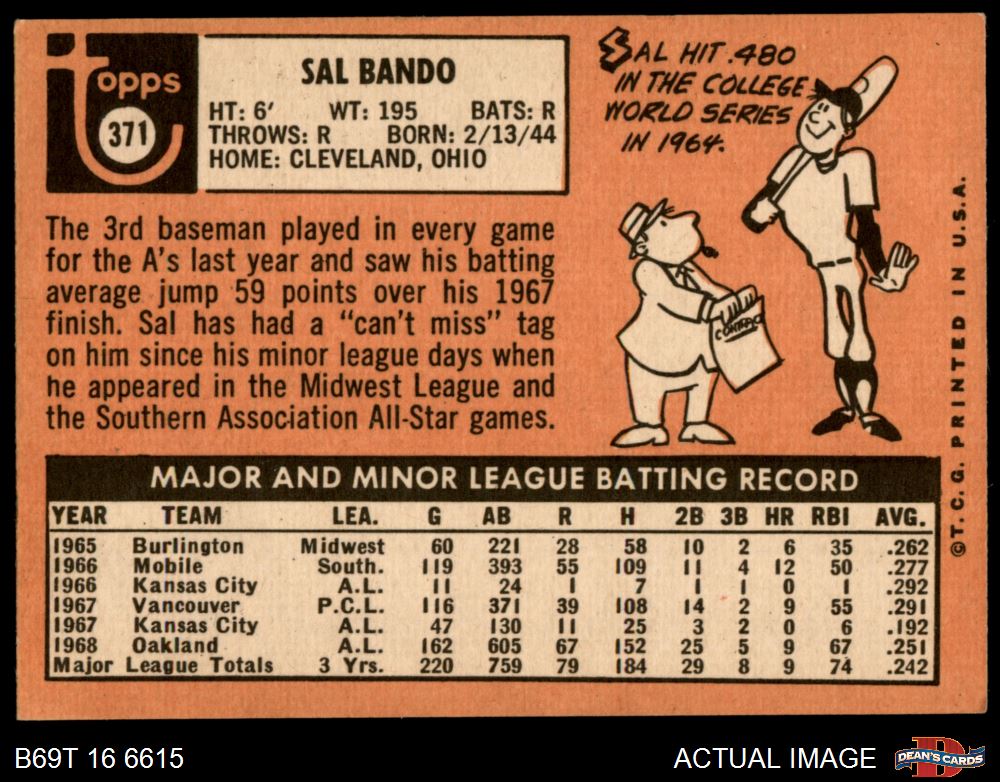 Topps
371
SAL BANDO
HT: 6' WT: 195 BATS: R
THROWS: R BORN: 2/13/44
HOME: CLEVELAND, OHIO
SAL HIT .480
IN THE COLLEGE
WORLD SERIES
IN 1964.
CONTRACT
The 3rd baseman played in every game
for the A's last year and saw his batting
average jump 59 points over his 1967
finish. Sal has had a "can't miss" tag
on him since his minor league days when
he appeared in the Midwest League and
the Southern Association All-Star games.
MAJOR AND MINOR LEAGUE BATTING RECORD
YEAR TEAM LEA. G AB R H 2B 3B HR RBI AVG.
1965 Burlington Midwest 60 221 28 58 10 2 6 35 .262
1966 Mobile South. 119 393 55 109 11 4 12 50 .277
1966 Kansas City A.L. 11 24 1 7 1 1 0 1 .292
1967 Vancouver P.C.L. 116 371 39 108 14 2 9 55 .291
1967 Kansas City A.L. 47 130 11 25 3 2 0 6 .192
1968 Oakland A.L. 162 605 67 152 25 5 9 67 .251
Major League Totals 3 Yrs. 220 759 79 184 29 8 9 74 .242
©T.C.G. PRINTED IN U.S.A.
B69T 16 6615
ACTUAL IMAGE
D
DEAN'S CARDS